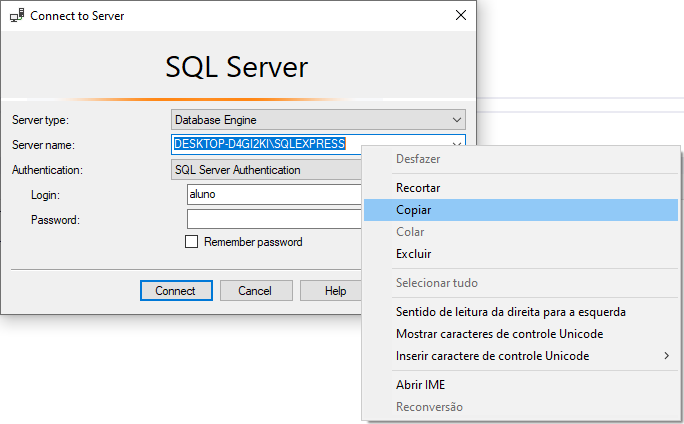 Connect to Server
SQL Server
Server type: Database Engine
Server name: DESKTOP-D4GI2KI\SQLEXPRESS
Authentication: SQL Server Authentication
Login: aluno
Password:
Remember password
Connect Cancel Help
Desfazer
Recortar
Copiar
Colar
Excluir
Selecionar tudo
Sentido de leitura da direita para a esquerda
Mostrar caracteres de controle Unicode
Inserir caractere de controle Unicode
Abrir IME
Reconversão